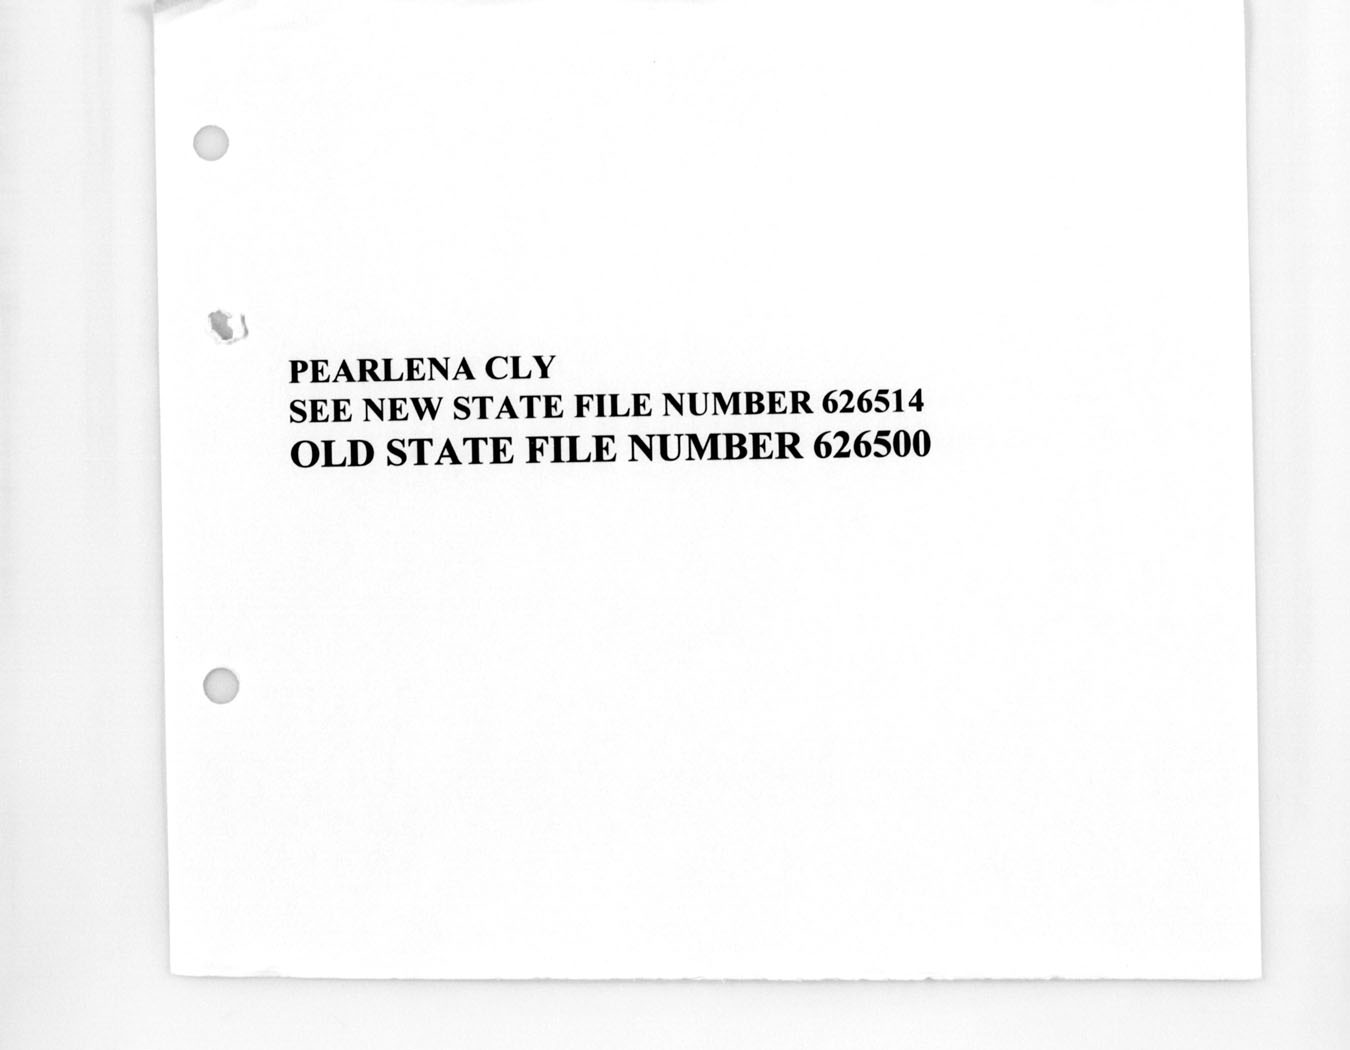 PEARLENA CLY
SEE NEW STATE FILE NUMBER 626514
OLD STATE FILE NUMBER 626500